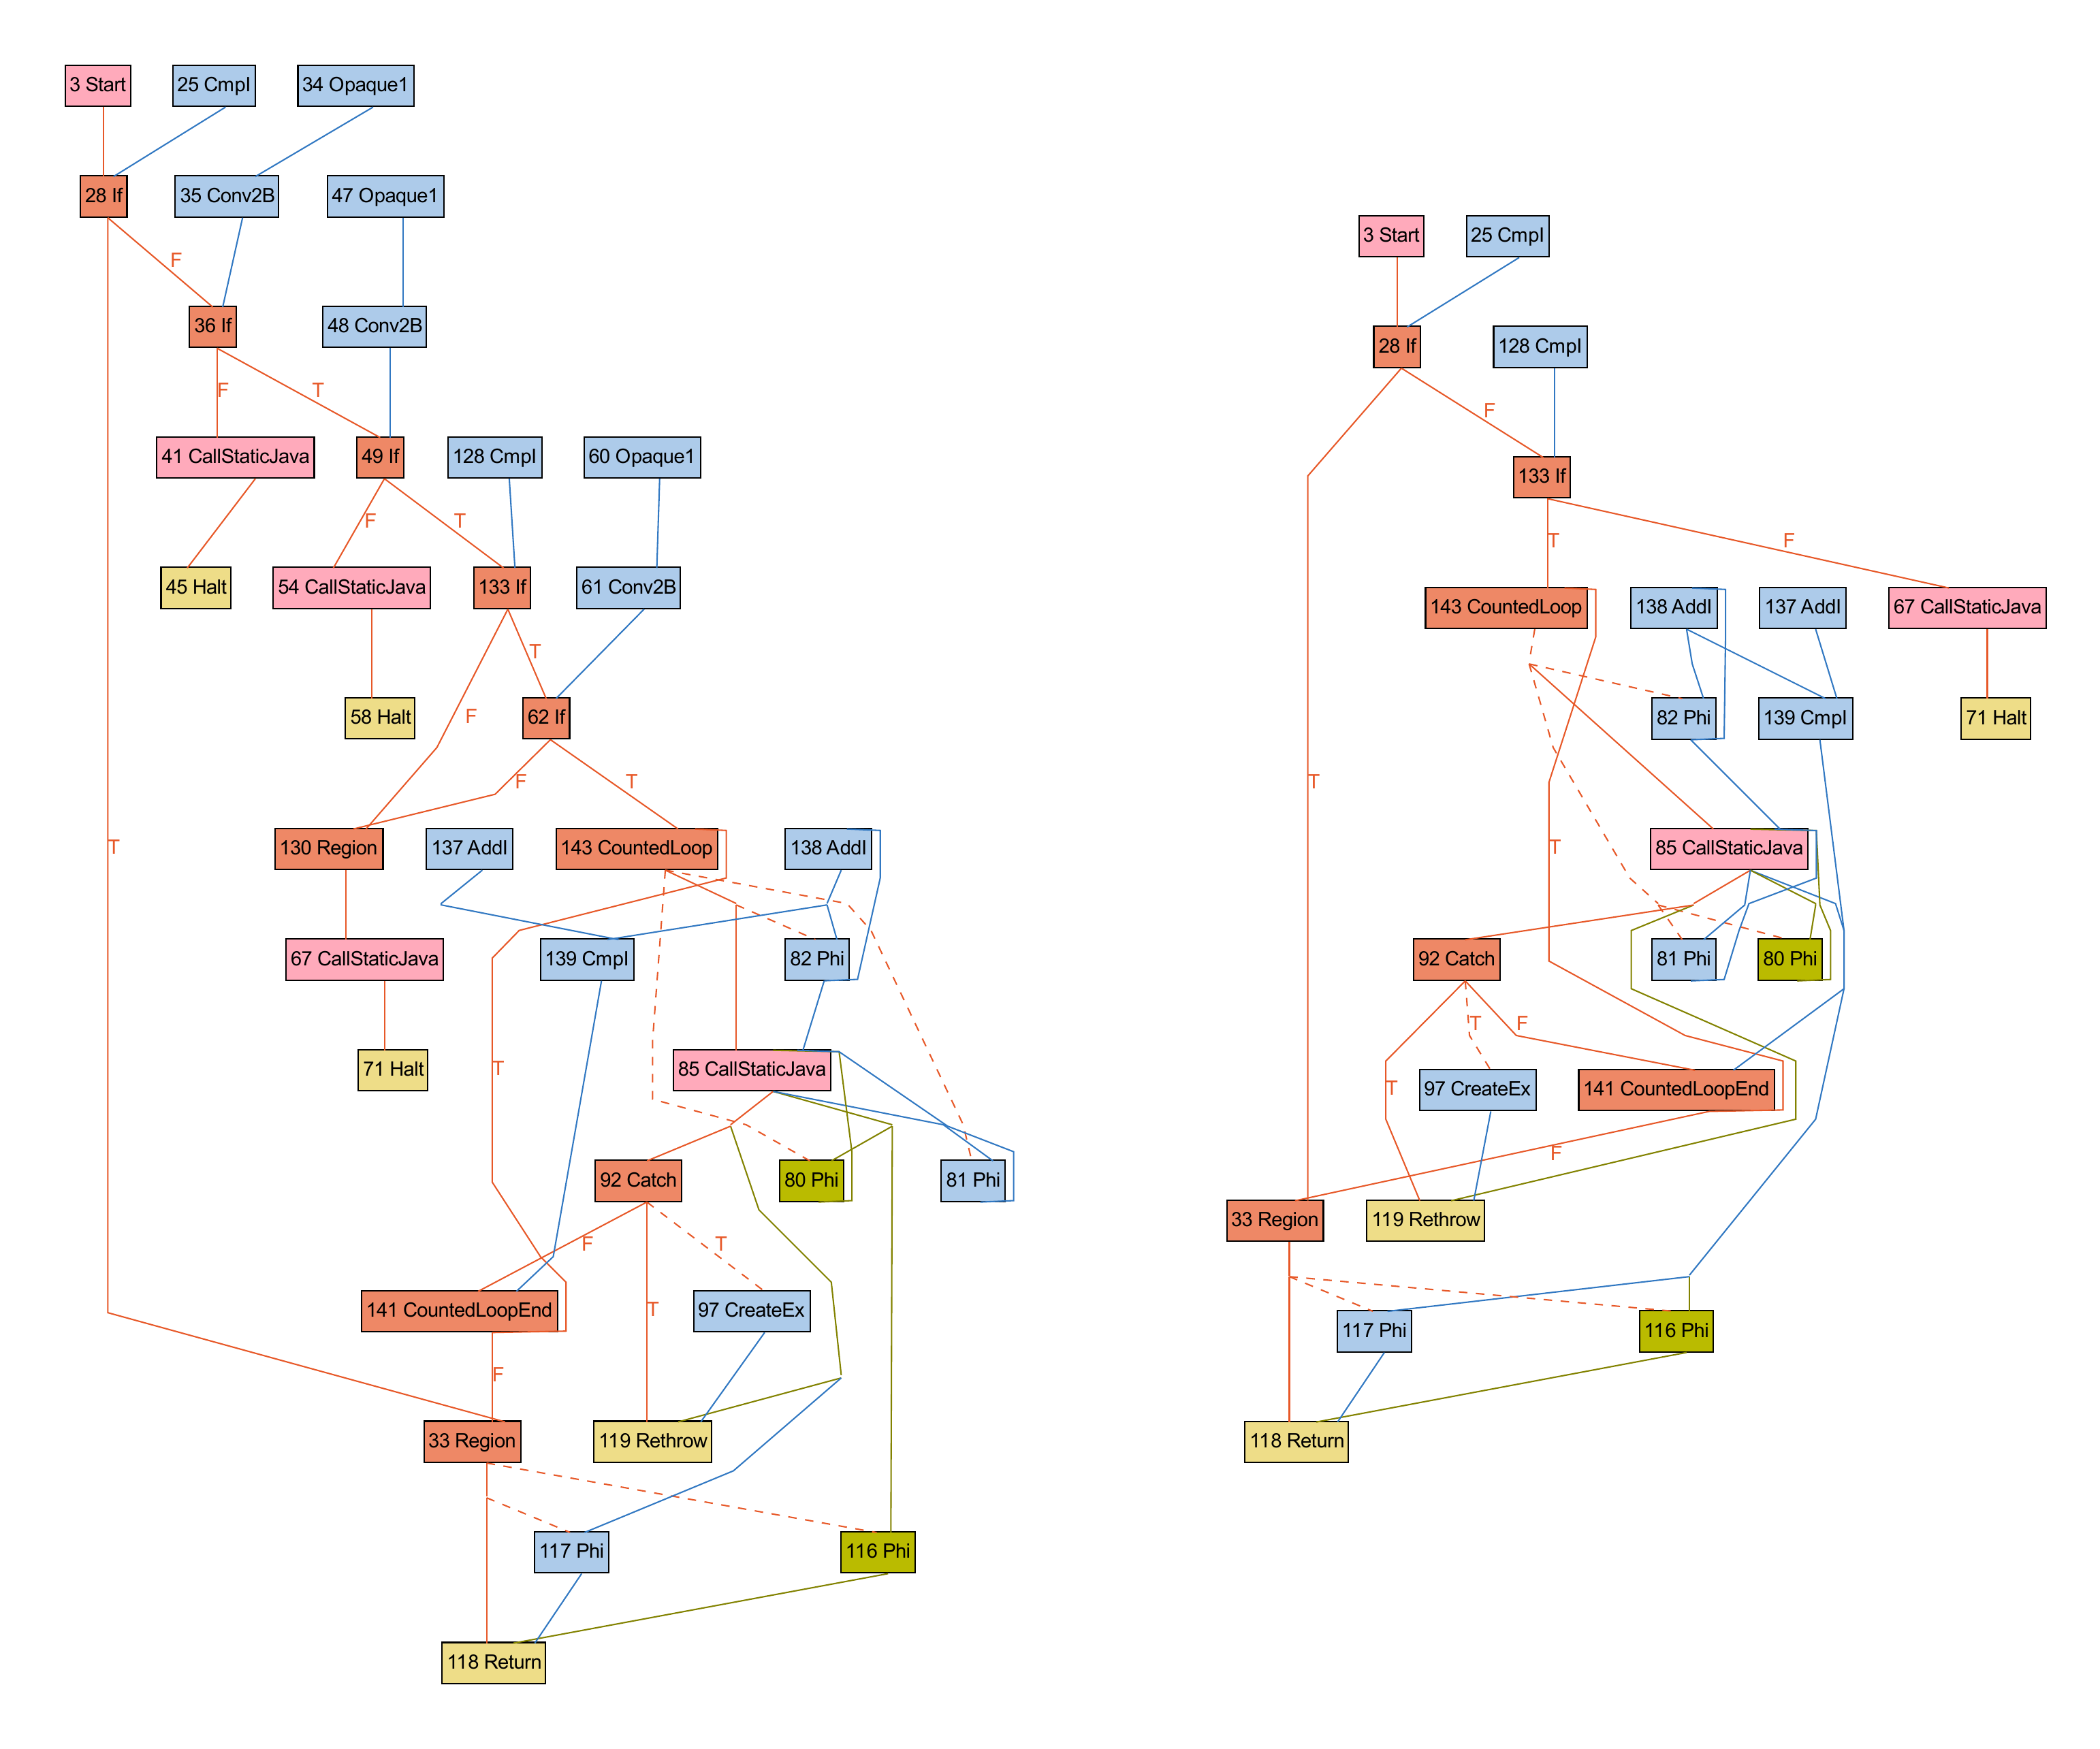 3 Start
25 CmpI
34 Opaque1
28 If
35 Conv2B
47 Opaque1
F
36 If
48 Conv2B
F
T
41 CallStaticJava
49 If
128 CmpI
60 Opaque1
F
T
45 Halt
54 CallStaticJava
133 If
61 Conv2B
T
58 Halt
F
62 If
F
T
T
130 Region
137 AddI
143 CountedLoop
138 AddI
67 CallStaticJava
139 CmpI
82 Phi
71 Halt
T
85 CallStaticJava
92 Catch
80 Phi
81 Phi
F
T
141 CountedLoopEnd
T
97 CreateEx
F
33 Region
119 Rethrow
117 Phi
116 Phi
118 Return
3 Start
25 CmpI
28 If
128 CmpI
F
133 If
T
F
143 CountedLoop
138 AddI
137 AddI
67 CallStaticJava
82 Phi
139 CmpI
71 Halt
T
T
85 CallStaticJava
92 Catch
81 Phi
80 Phi
T
F
T
97 CreateEx
141 CountedLoopEnd
F
33 Region
119 Rethrow
117 Phi
116 Phi
118 Return